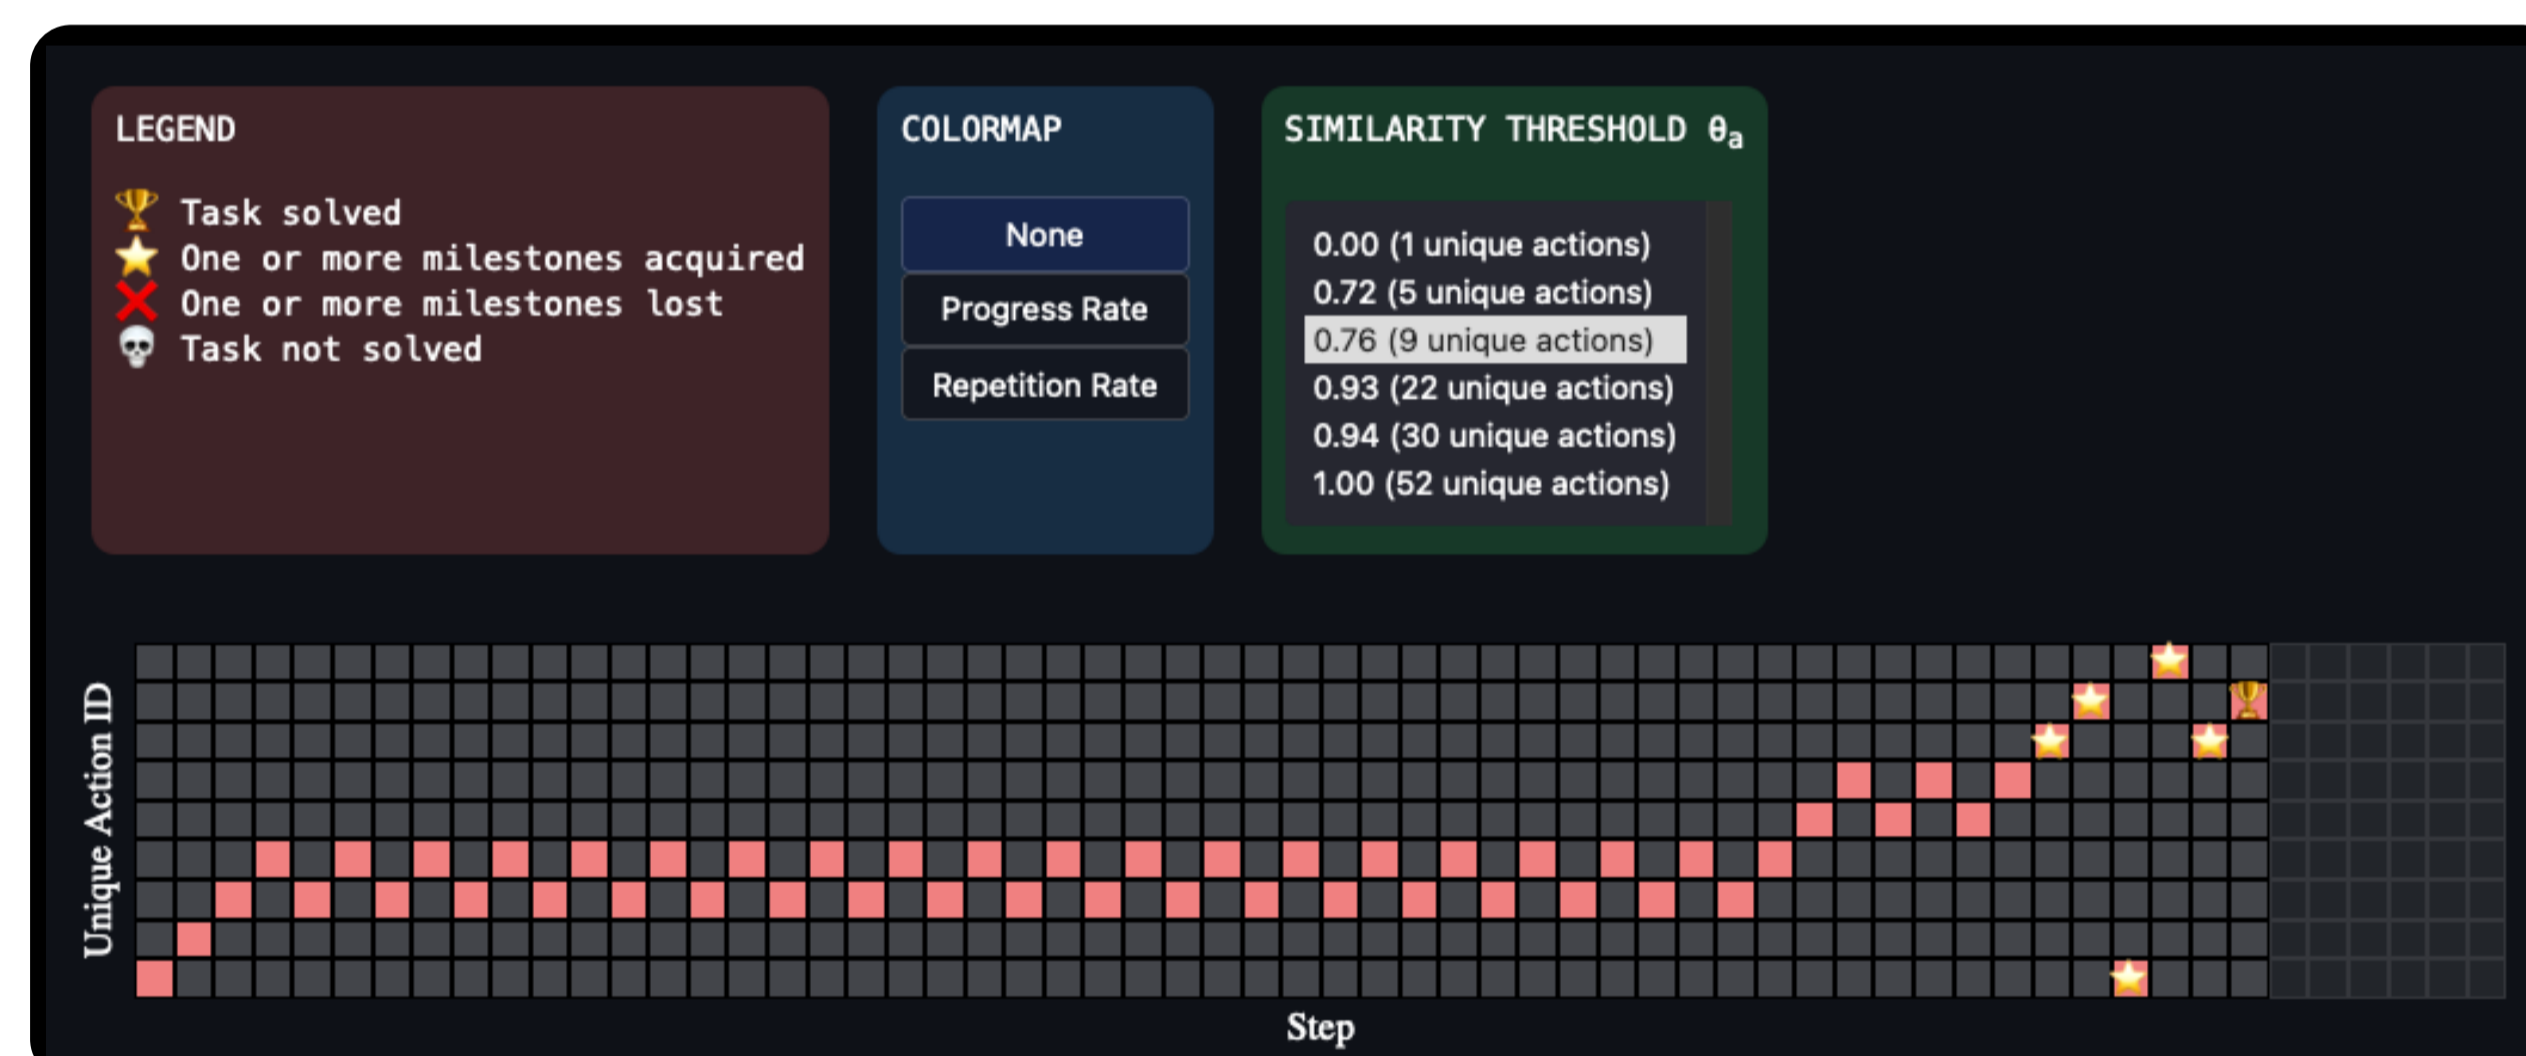 LEGEND
Task solved
One or more milestones acquired
One or more milestones lost
Task not solved
COLORMAP
None
Progress Rate
Repetition Rate
SIMILARITY THRESHOLD θa
0.00 (1 unique actions)
0.72 (5 unique actions)
0.76 (9 unique actions)
0.93 (22 unique actions)
0.94 (30 unique actions)
1.00 (52 unique actions)
Unique Action ID
Step